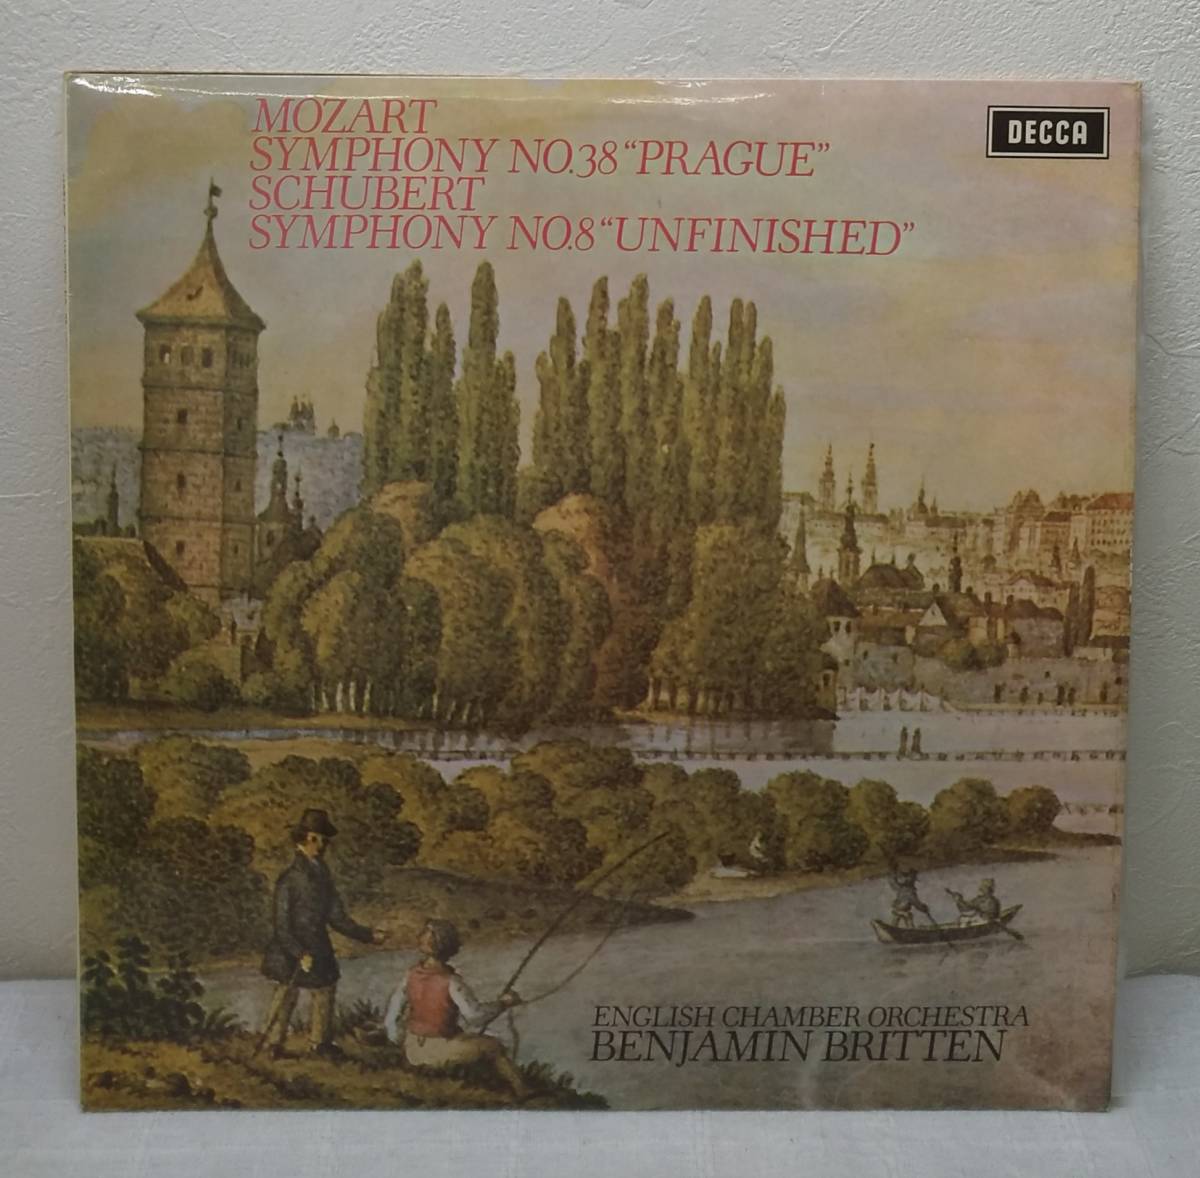 MOZART
SYMPHONY NO.38 “PRAGUE”
SCHUBERT
SYMPHONY NO.8 “UNFINISHED”
DECCA
ENGLISH CHAMBER ORCHESTRA
BENJAMIN BRITTEN